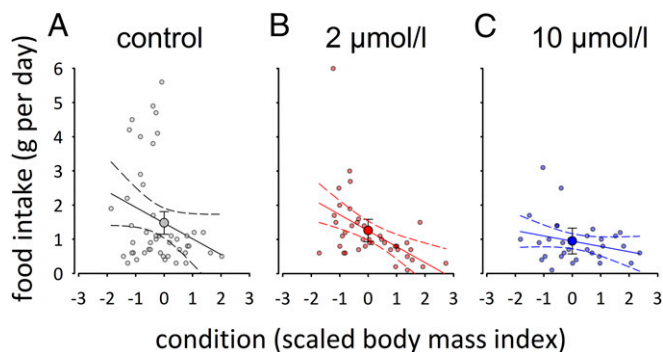 A control B 2 µmol/l C 10 µmol/l
food intake (g per day)
6
5
4
3
2
1
0
-3 -2 -1 0 1 2 3 -3 -2 -1 0 1 2 3 -3 -2 -1 0 1 2 3
condition (scaled body mass index)